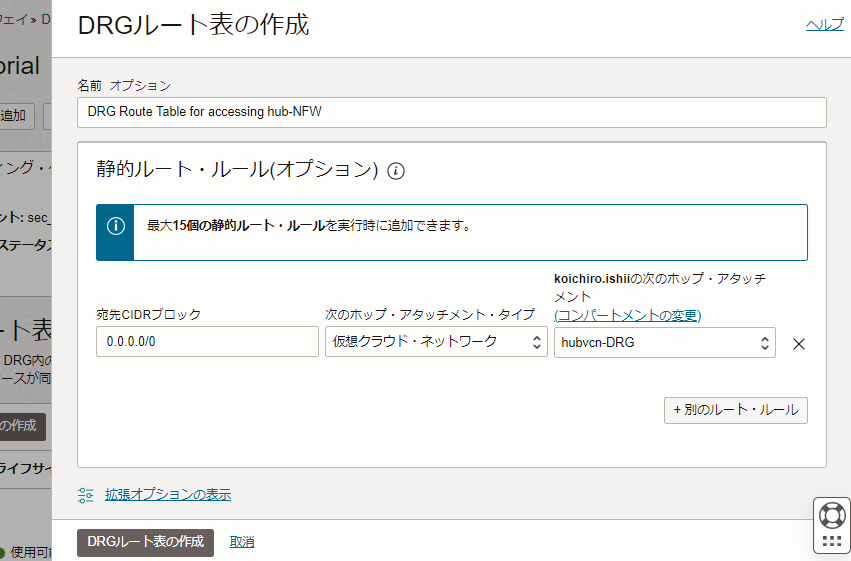 ウェイ » D
DRGルート表の作成
ヘルプ
orial
追加
名前 オプション
DRG Route Table for accessing hub-NFW
ィング・
静的ルート・ルール(オプション)
ント: sec_
ステータス
最大15個の静的ルート・ルールを実行時に追加できます。
koichiro.ishiiの次のホップ・アタッチ
メント
宛先CIDRブロック
次のホップ・アタッチメント・タイプ
(コンパートメントの変更)
ート表
0.0.0.0/0
仮想クラウド・ネットワーク
hubvcn-DRG
DRG内の
ースが同
+ 別のルート・ルール
の作成
ライフサイ
拡張オプションの表示
DRGルート表の作成
取消
使用可能